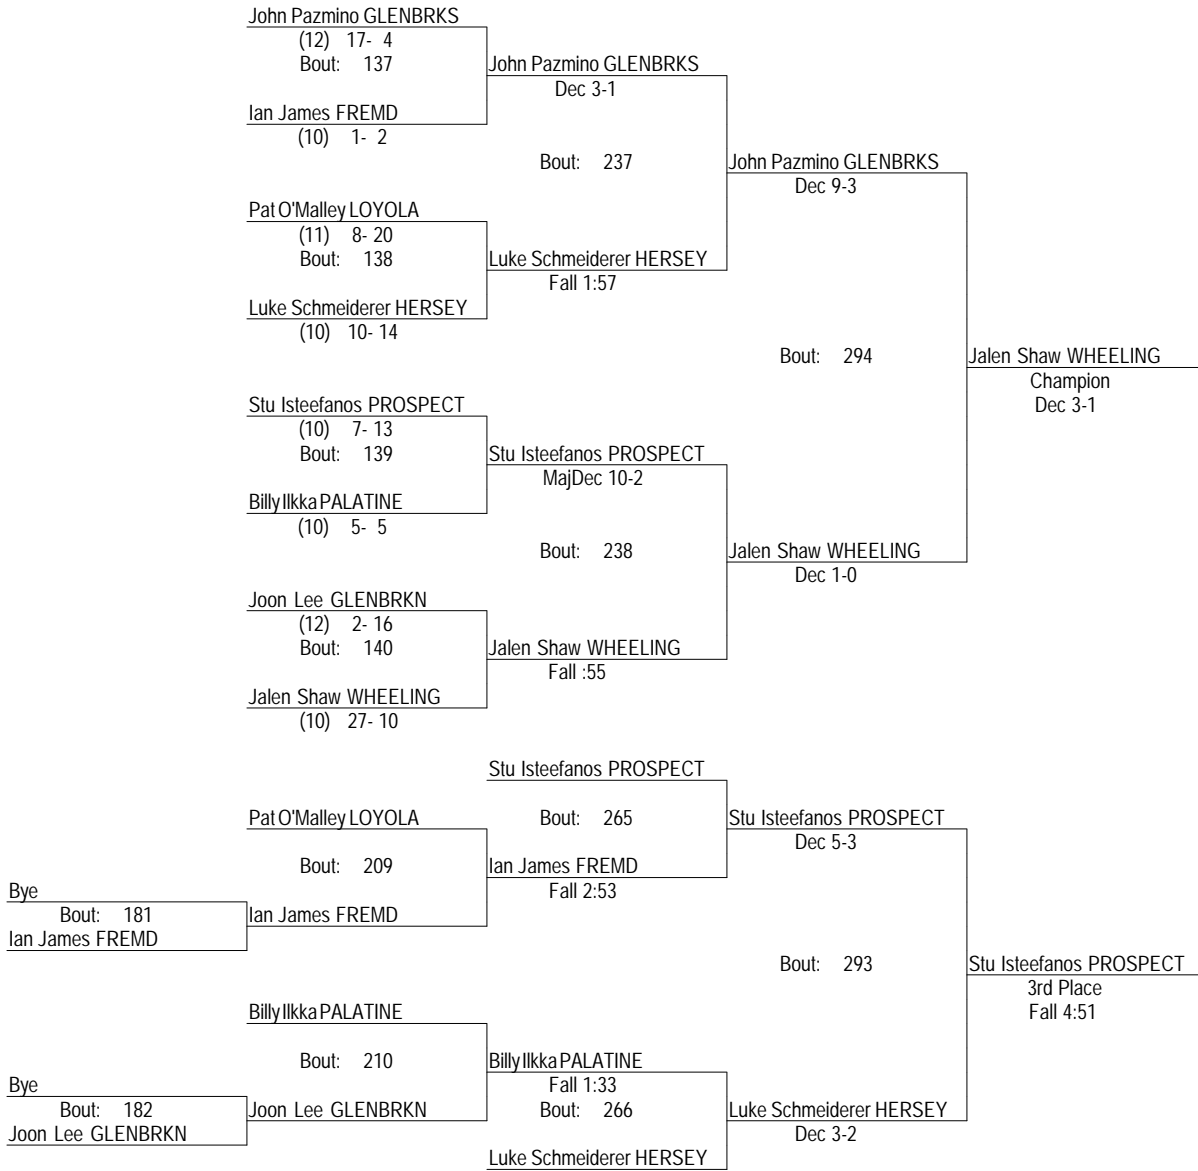 John Pazmino GLENBRKS
(12) 17- 4
Bout: 137
John Pazmino GLENBRKS
Dec 3-1
Ian James FREMD
(10) 1- 2
Bout: 237
John Pazmino GLENBRKS
Dec 9-3
Pat O'Malley LOYOLA
(11) 8- 20
Bout: 138
Luke Schmeiderer HERSEY
Fall 1:57
Luke Schmeiderer HERSEY
(10) 10- 14
Bout: 294
Jalen Shaw WHEELING
Champion
Dec 3-1
Stu Isteefanos PROSPECT
(10) 7- 13
Bout: 139
Stu Isteefanos PROSPECT
MajDec 10-2
Billy Ilkka PALATINE
(10) 5- 5
Bout: 238
Jalen Shaw WHEELING
Dec 1-0
Joon Lee GLENBRKN
(12) 2- 16
Bout: 140
Jalen Shaw WHEELING
Fall :55
Jalen Shaw WHEELING
(10) 27- 10
Stu Isteefanos PROSPECT
Pat O'Malley LOYOLA
Bout: 265
Stu Isteefanos PROSPECT
Dec 5-3
Bout: 209
Ian James FREMD
Fall 2:53
Bye
Bout: 181
Ian James FREMD
Ian James FREMD
Bout: 293
Stu Isteefanos PROSPECT
3rd Place
Fall 4:51
Billy Ilkka PALATINE
Bout: 210
Billy Ilkka PALATINE
Fall 1:33
Bye
Bout: 182
Joon Lee GLENBRKN
Joon Lee GLENBRKN
Bout: 266
Luke Schmeiderer HERSEY
Dec 3-2
Luke Schmeiderer HERSEY